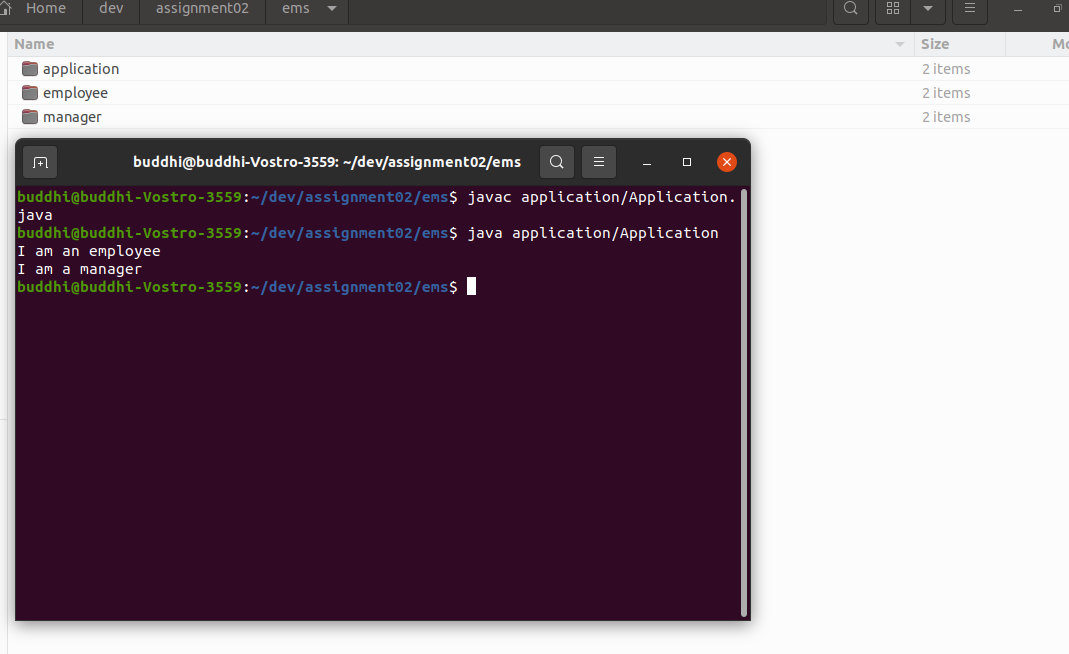 Home dev assignment02 ems
Name Size
application 2 items
employee 2 items
manager 2 items
buddhi@buddhi-Vostro-3559: ~/dev/assignment02/ems
buddhi@buddhi-Vostro-3559:~/dev/assignment02/ems$ javac application/Application.
java
buddhi@buddhi-Vostro-3559:~/dev/assignment02/ems$ java application/Application
I am an employee
I am a manager
buddhi@buddhi-Vostro-3559:~/dev/assignment02/ems$